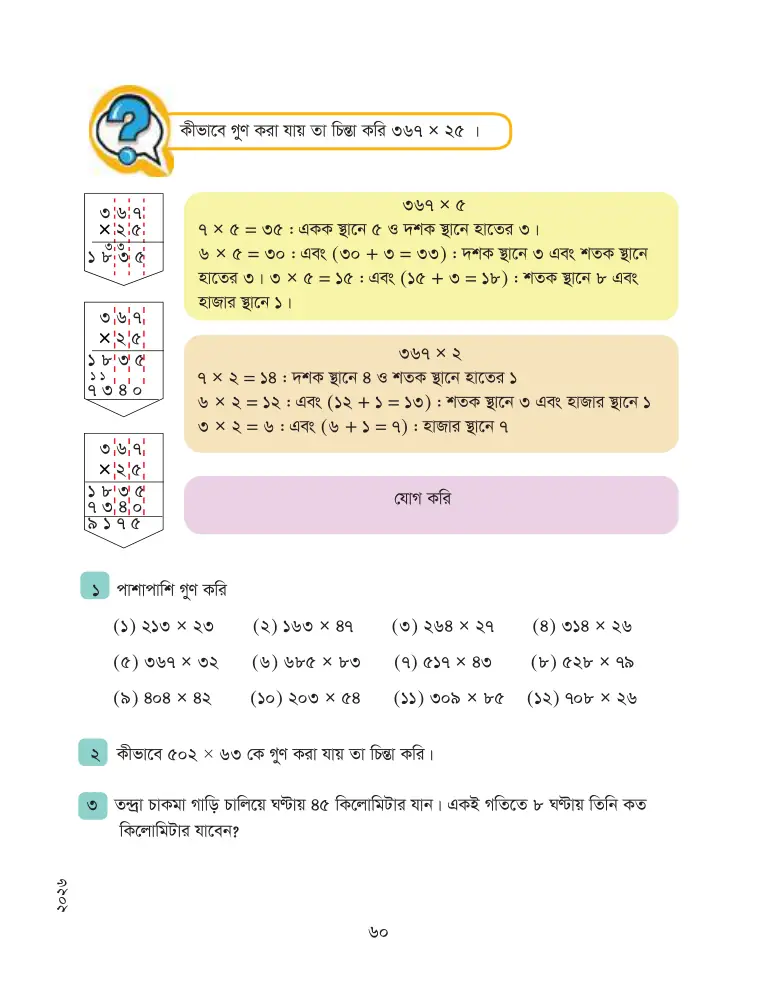 কীভাবে গুণ করা যায় তা চিন্তা করি ৩৬৭ × ২৫ ।
৩৬৭
×২৫
৩৩
১৮৩৫
৩৬৭ × ৫
৭ × ৫ = ৩৫ : একক স্থানে ৫ ও দশক স্থানে হাতের ৩।
৬ × ৫ = ৩০ : এবং (৩০ + ৩ = ৩৩) : দশক স্থানে ৩ এবং শতক স্থানে
হাতের ৩। ৩ × ৫ = ১৫ : এবং (১৫ + ৩ = ১৮) : শতক স্থানে ৮ এবং
হাজার স্থানে ১।
৩৬৭
×২৫
১৮৩৫
১১
৭৩৪০
৩৬৭ × ২
৭ × ২ = ১৪ : দশক স্থানে ৪ ও শতক স্থানে হাতের ১
৬ × ২ = ১২ : এবং (১২ + ১ = ১৩) : শতক স্থানে ৩ এবং হাজার স্থানে ১
৩ × ২ = ৬ : এবং (৬ + ১ = ৭) : হাজার স্থানে ৭
৩৬৭
×২৫
১৮৩৫
৭৩৪০
৯১৭৫
যোগ করি
১ পাশাপাশি গুণ করি
(১) ২১৩ × ২৩ (২) ১৬৩ × ৪৭ (৩) ২৬৪ × ২৭ (৪) ৩১৪ × ২৬
(৫) ৩৬৭ × ৩২ (৬) ৬৮৫ × ৮৩ (৭) ৫১৭ × ৪৩ (৮) ৫২৮ × ৭৯
(৯) ৪০৪ × ৪২ (১০) ২০৩ × ৫৪ (১১) ৩০৯ × ৮৫ (১২) ৭০৮ × ২৬
২ কীভাবে ৫০২ × ৬৩ কে গুণ করা যায় তা চিন্তা করি।
৩ তন্দ্রা চাকমা গাড়ি চালিয়ে ঘণ্টায় ৪৫ কিলোমিটার যান। একই গতিতে ৮ ঘণ্টায় তিনি কত
কিলোমিটার যাবেন?
২০২৬
৬০